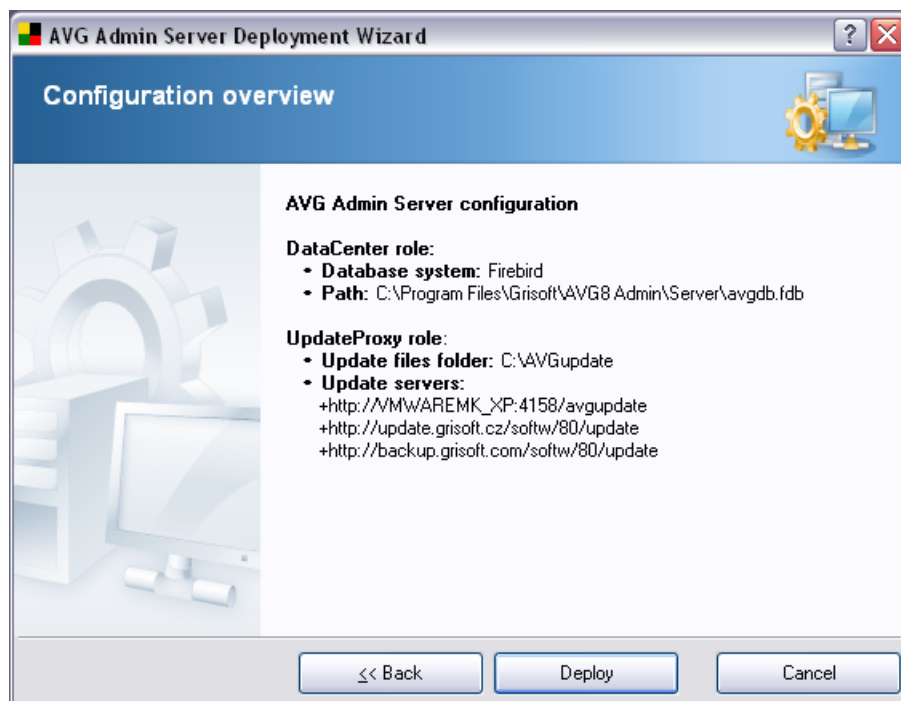 AVG Admin Server Deployment Wizard
?
Configuration overview
AVG Admin Server configuration
DataCenter role:
• Database system: Firebird
• Path: C:\Program Files\Grisoft\AVG8 Admin\Server\avgdb.fdb
UpdateProxy role:
• Update files folder: C:\AVGupdate
• Update servers:
+http://VMWAREMK_XP:4158/avgupdate
+http://update.grisoft.cz/softw/80/update
+http://backup.grisoft.com/softw/80/update
<< Back
Deploy
Cancel